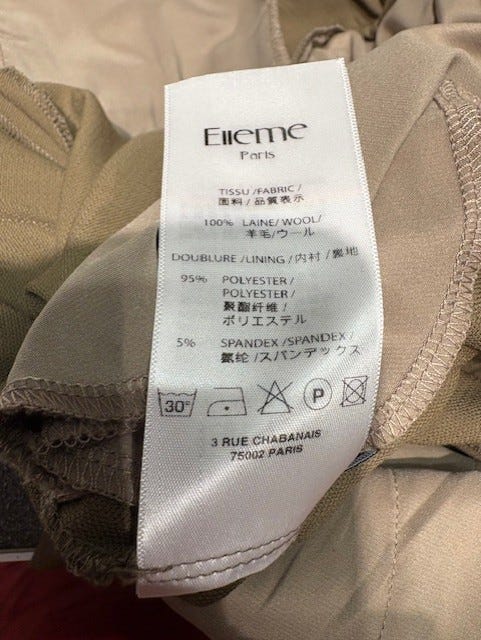 Elleme
Paris
TISSU /FABRIC /
面料 / 品質表示
100% LAINE/ WOOL/
羊毛/ウール
DOUBLURE /LINING / 内村 / 裏地
95% POLYESTER /
POLYESTER /
聚酯纤维 /
ポリエステル
5% SPANDEX /SPANDEX /
氨纶 /スパンデックス
30° P
3 RUE CHABANAIS
75002 PARIS